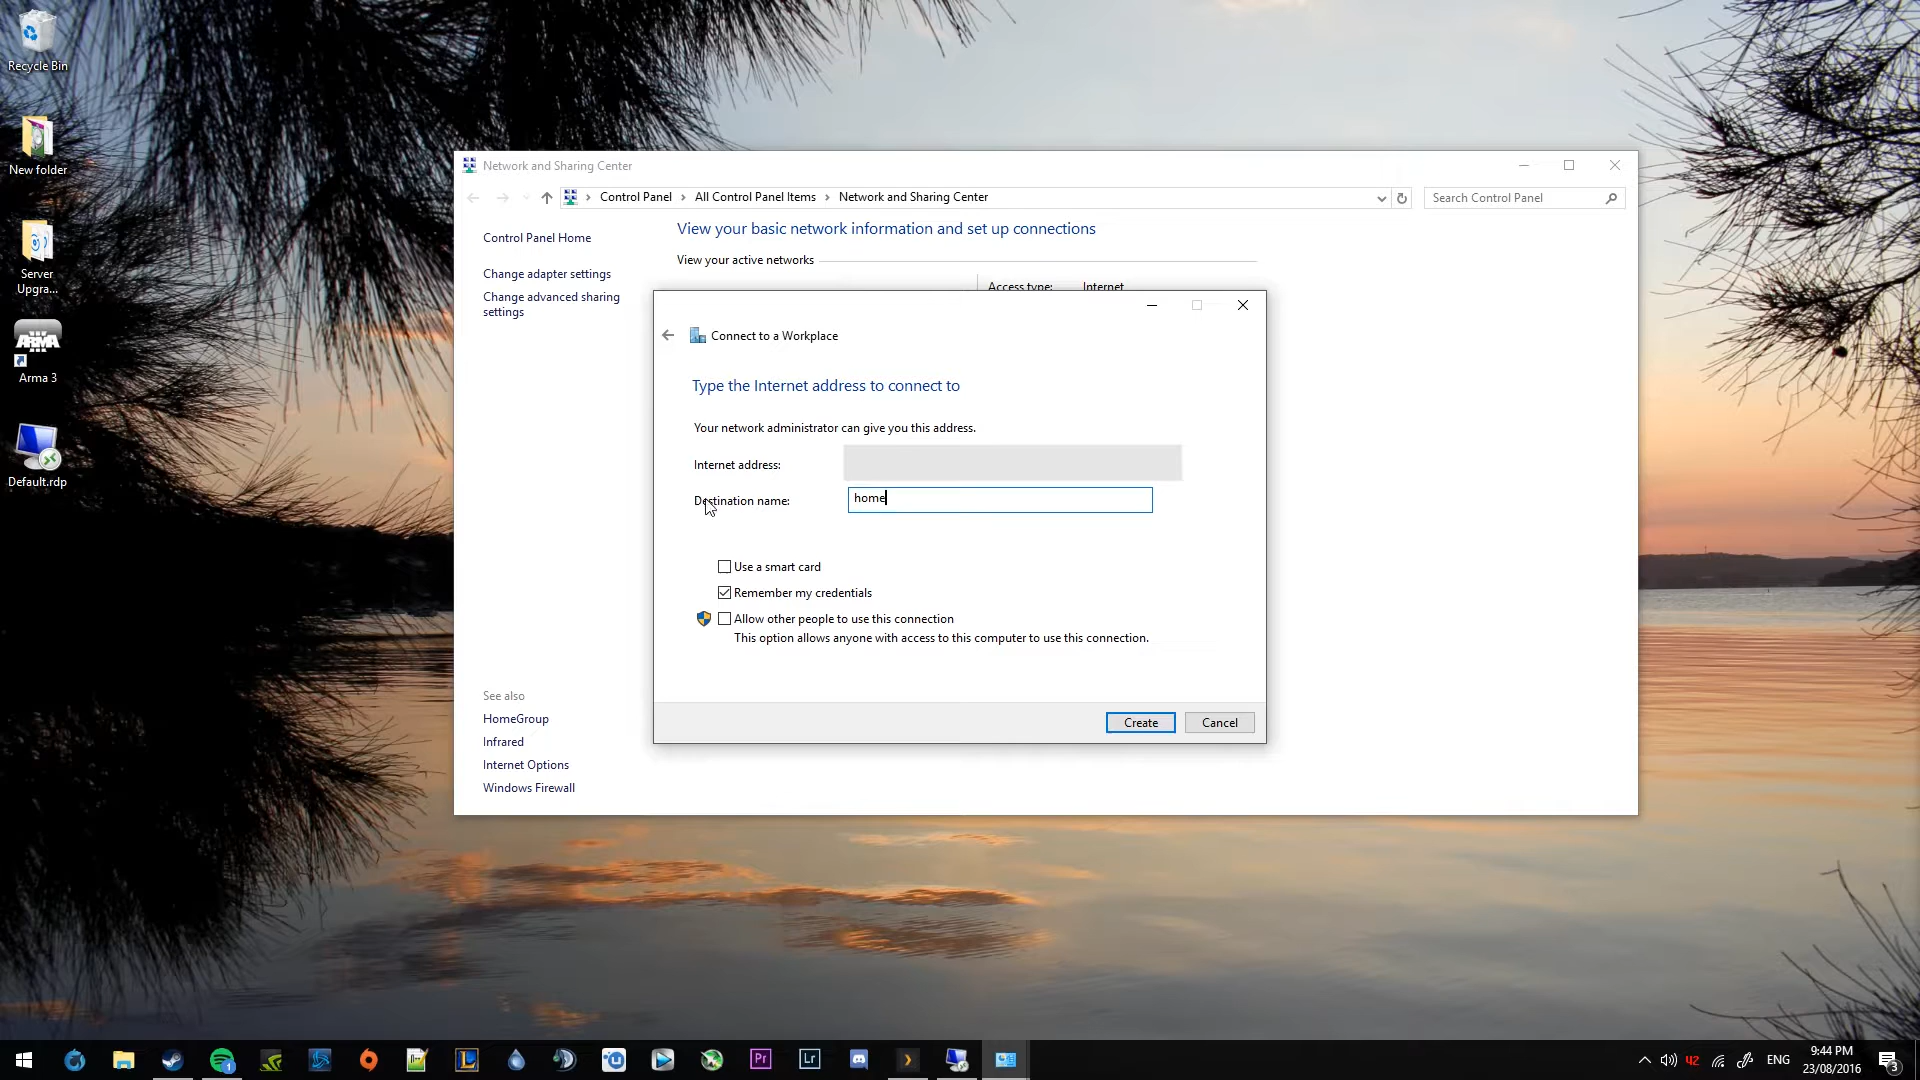 Recycle Bin
New folder
Server
Upgra...
Arma 3
Default.rdp
Network and Sharing Center
Control Panel
All Control Panel Items
Network and Sharing Center
Search Control Panel
Control Panel Home
Change adapter settings
Change advanced sharing
settings
See also
HomeGroup
Infrared
Internet Options
Windows Firewall
View your basic network information and set up connections
View your active networks
Access type: Internet
Connect to a Workplace
Type the Internet address to connect to
Your network administrator can give you this address.
Internet address:
Destination name: home
Use a smart card
Remember my credentials
Allow other people to use this connection
This option allows anyone with access to this computer to use this connection.
Create
Cancel
1
Pr
Lr
42
ENG
9:44 PM
23/08/2016
3